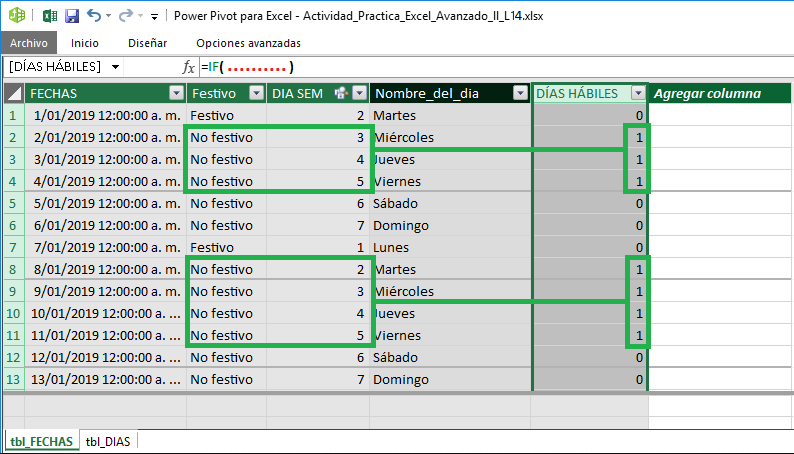 Power Pivot para Excel - Actividad_Practica_Excel_Avanzado_II_L14.xlsx
Archivo Inicio Diseñar Opciones avanzadas
[DÍAS HÁBILES] fx =IF(..........)
FECHAS Festivo DIA SEM Nombre_del_dia DÍAS HÁBILES Agregar columna
1 1/01/2019 12:00:00 a. m. Festivo 2 Martes 0
2 2/01/2019 12:00:00 a. m. No festivo 3 Miércoles 1
3 3/01/2019 12:00:00 a. m. No festivo 4 Jueves 1
4 4/01/2019 12:00:00 a. m. No festivo 5 Viernes 1
5 5/01/2019 12:00:00 a. m. No festivo 6 Sábado 0
6 6/01/2019 12:00:00 a. m. No festivo 7 Domingo 0
7 7/01/2019 12:00:00 a. m. Festivo 1 Lunes 0
8 8/01/2019 12:00:00 a. m. No festivo 2 Martes 1
9 9/01/2019 12:00:00 a. m. No festivo 3 Miércoles 1
10 10/01/2019 12:00:00 a. ... No festivo 4 Jueves 1
11 11/01/2019 12:00:00 a. ... No festivo 5 Viernes 1
12 12/01/2019 12:00:00 a. ... No festivo 6 Sábado 0
13 13/01/2019 12:00:00 a. ... No festivo 7 Domingo 0
tbl_FECHAS tbl_DIAS